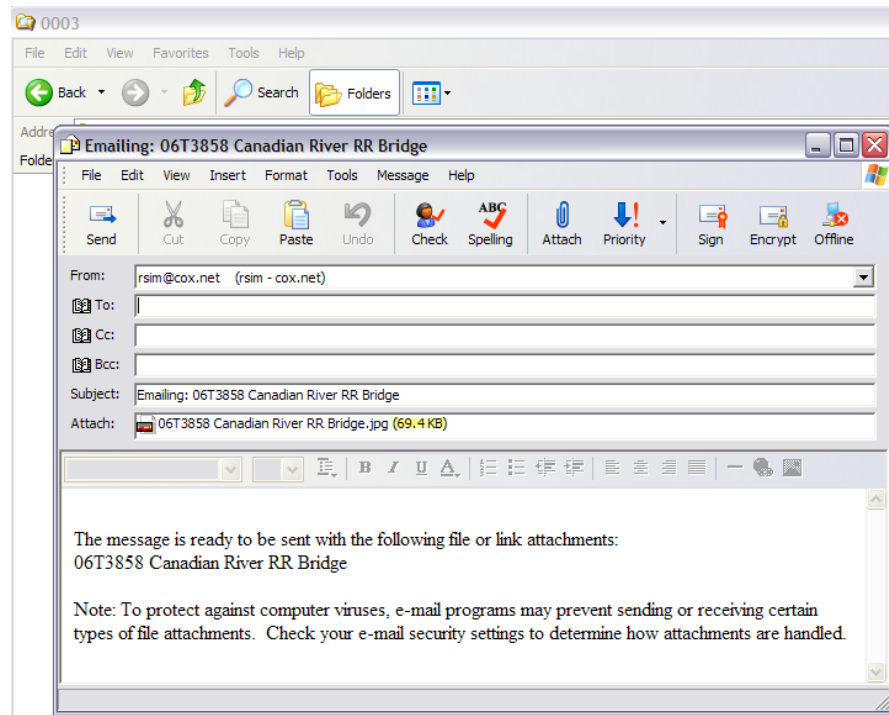 0003
File Edit View Favorites Tools Help
Back Search Folders
Addre
Folde
Emailing: 06T3858 Canadian River RR Bridge
File Edit View Insert Format Tools Message Help
ABC
Send Cut Copy Paste Undo Check Spelling Attach Priority Sign Encrypt Offline
From: rsim@cox.net (rsim - cox.net)
To:
Cc:
Bcc:
Subject: Emailing: 06T3858 Canadian River RR Bridge
Attach: 06T3858 Canadian River RR Bridge.jpg (69.4 KB)
B I U A
The message is ready to be sent with the following file or link attachments:
06T3858 Canadian River RR Bridge
Note: To protect against computer viruses, e-mail programs may prevent sending or receiving certain
types of file attachments.  Check your e-mail security settings to determine how attachments are handled.